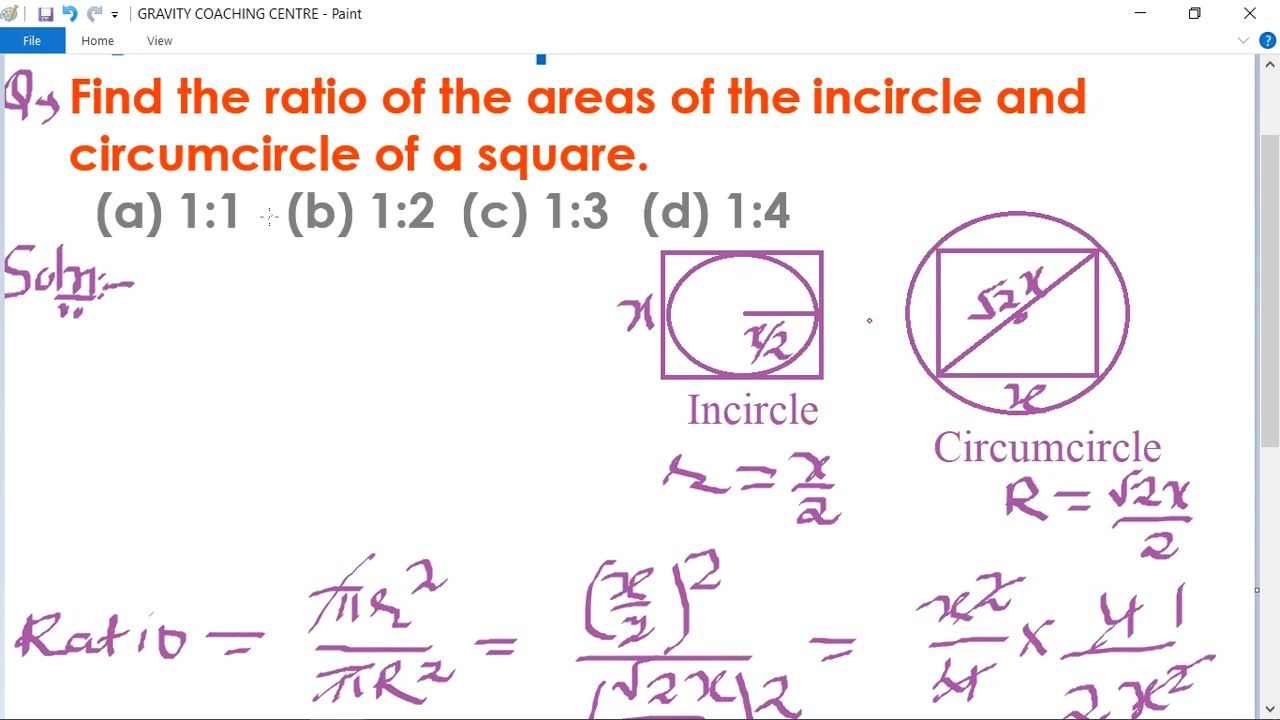 GRAVITY COACHING CENTRE - Paint
File Home View
Q→ Find the ratio of the areas of the incircle and
circumcircle of a square.
(a) 1:1 (b) 1:2 (c) 1:3 (d) 1:4
Soln:-
x x/2 √2x x
Incircle
Circumcircle
r = x/2 R = √2x/2
Ratio = πr²/πR² = (x/2)²/(√2x)² = x²/4 × 4 1/2x²